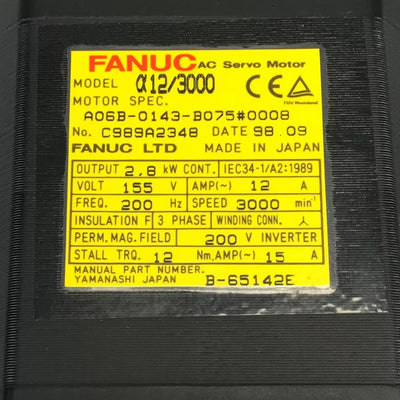 FANUC AC Servo Motor
MODEL α12/3000
MOTOR SPEC.
A06B-0143-B075#0008
No. C989A2348 DATE 98.09
FANUC LTD MADE IN JAPAN
TÜV Rheinland
OUTPUT 2.8 kW CONT. IEC34-1/A2:1989
VOLT 155 V AMP(~) 12 A
FREQ. 200 Hz SPEED 3000 min⁻¹
INSULATION F 3 PHASE WINDING CONN. 人
PERM. MAG. FIELD 200 V INVERTER
STALL TRQ. 12 Nm, AMP(~) 15 A
MANUAL PART NUMBER.
YAMANASHI JAPAN B-65142E